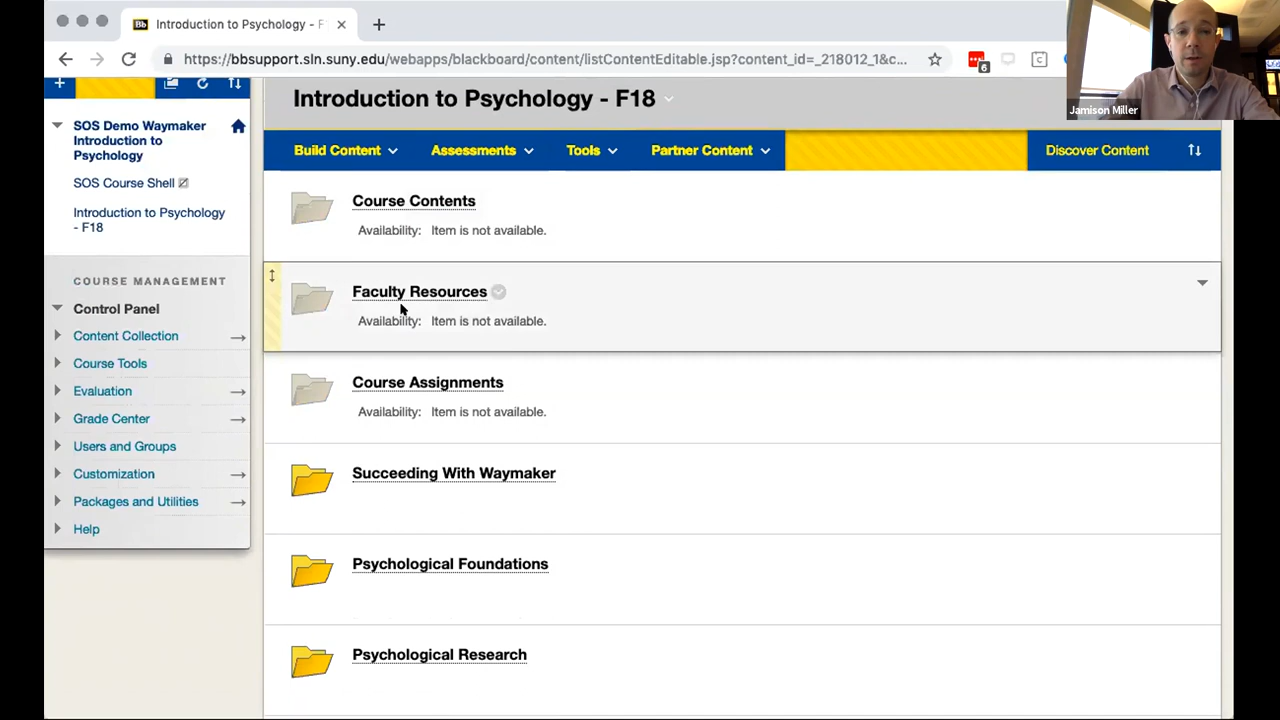 Bb Introduction to Psychology - F
https://bbsupport.sln.suny.edu/webapps/blackboard/content/listContentEditable.jsp?content_id=_218012_1&c...
6
C
Jamison Miller
Introduction to Psychology - F18
SOS Demo Waymaker
Introduction to
Psychology
SOS Course Shell
Introduction to Psychology
- F18
COURSE MANAGEMENT
Control Panel
Content Collection
Course Tools
Evaluation
Grade Center
Users and Groups
Customization
Packages and Utilities
Help
Build Content
Assessments
Tools
Partner Content
Discover Content
Course Contents
Availability: Item is not available.
Faculty Resources
Availability: Item is not available.
Course Assignments
Availability: Item is not available.
Succeeding With Waymaker
Psychological Foundations
Psychological Research